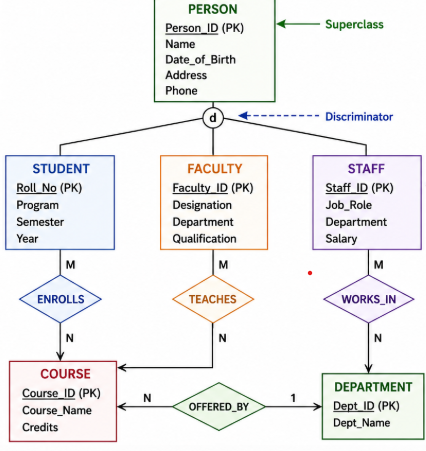 PERSON
Person_ID (PK)
Name
Date_of_Birth
Address
Phone
Superclass
d
Discriminator
STUDENT
Roll_No (PK)
Program
Semester
Year
FACULTY
Faculty_ID (PK)
Designation
Department
Qualification
STAFF
Staff_ID (PK)
Job_Role
Department
Salary
M
M
M
ENROLLS
TEACHES
WORKS_IN
N
N
N
COURSE
Course_ID (PK)
Course_Name
Credits
N
OFFERED_BY
1
DEPARTMENT
Dept_ID (PK)
Dept_Name